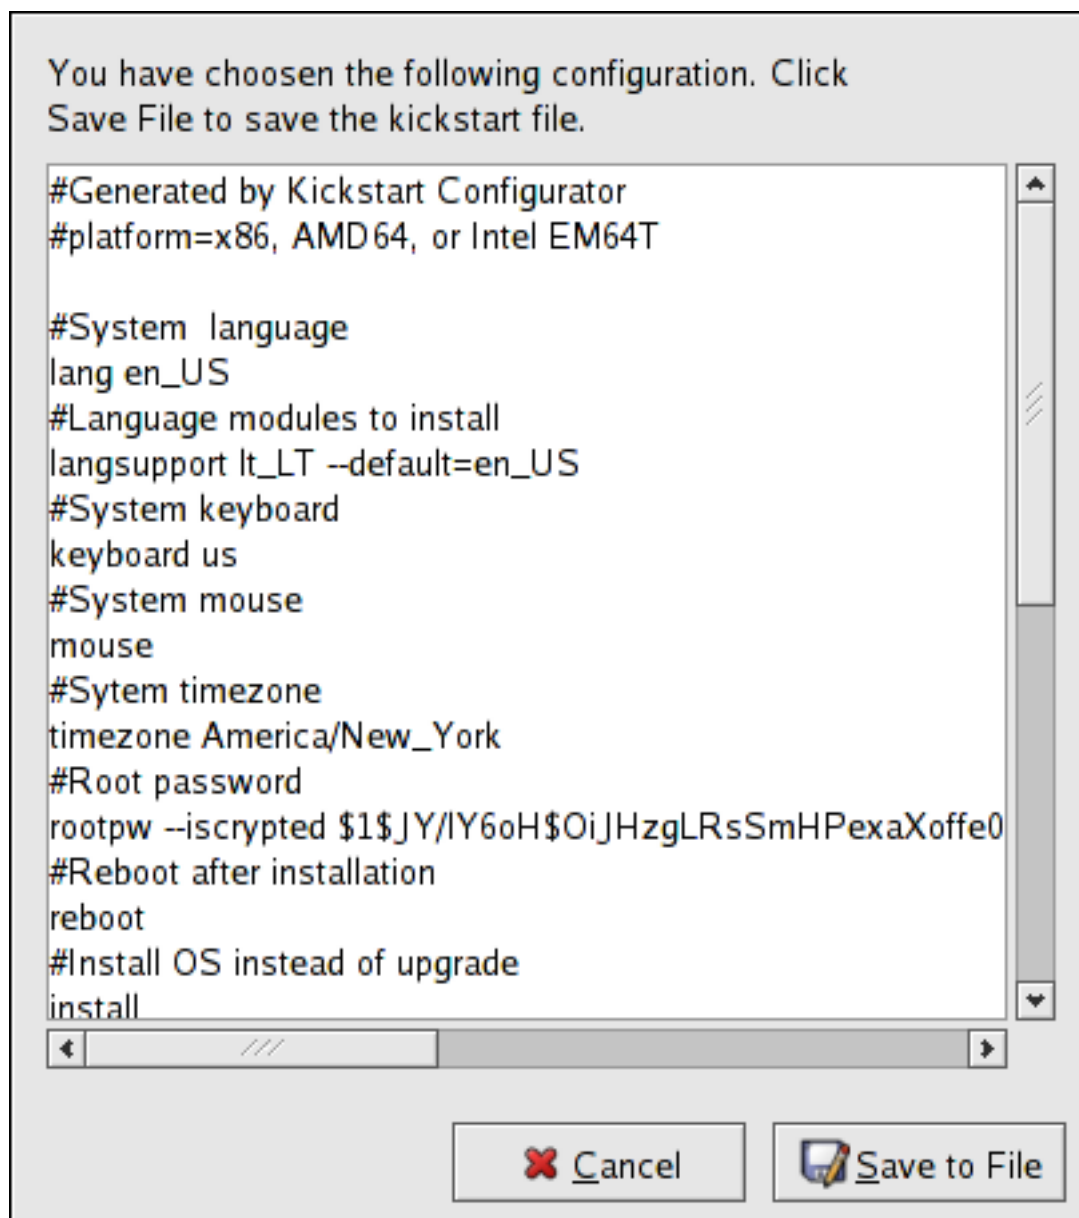 You have choosen the following configuration. Click
Save File to save the kickstart file.
#Generated by Kickstart Configurator
#platform=x86, AMD64, or Intel EM64T
#System  language
lang en_US
#Language modules to install
langsupport lt_LT --default=en_US
#System keyboard
keyboard us
#System mouse
mouse
#Sytem timezone
timezone America/New_York
#Root password
rootpw --iscrypted $1$JY/lY6oH$OiJHzgLRsSmHPexaXoffe0
#Reboot after installation
reboot
#Install OS instead of upgrade
install
Cancel
Save to File